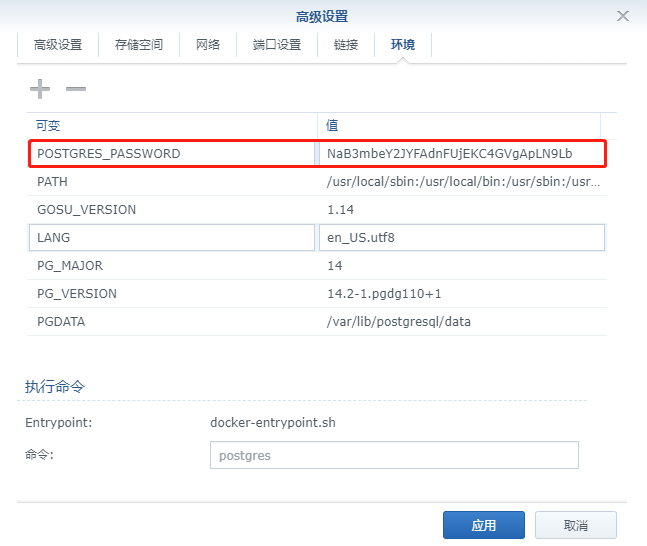 高级设置
高级设置 存储空间 网络 端口设置 链接 环境
可变 值
POSTGRES_PASSWORD NaB3mbeY2JYFAdnFUjEKC4GVgApLN9Lb
PATH /usr/local/sbin:/usr/local/bin:/usr/sbin:/usr...
GOSU_VERSION 1.14
LANG en_US.utf8
PG_MAJOR 14
PG_VERSION 14.2-1.pgdg110+1
PGDATA /var/lib/postgresql/data
执行命令
Entrypoint: docker-entrypoint.sh
命令: postgres
应用 取消